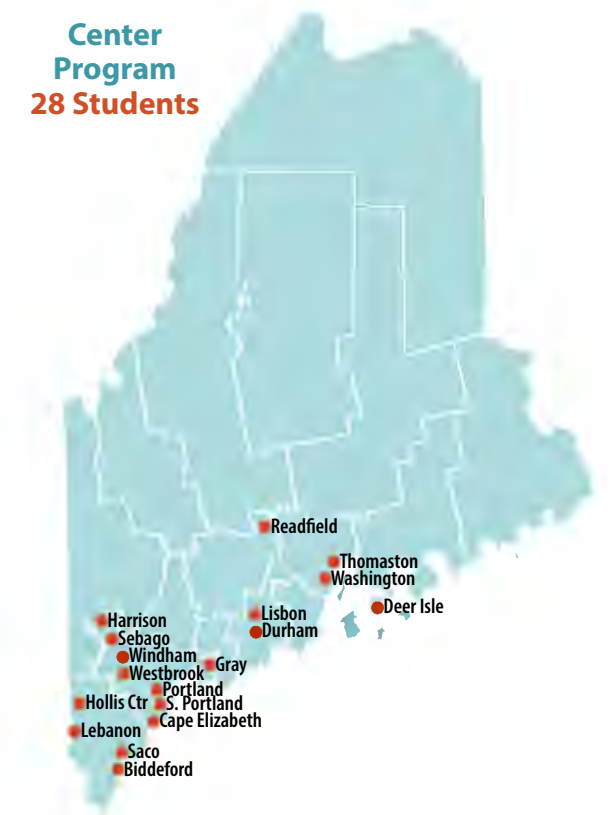 Center
Program
28 Students
Readfield
Thomaston
Washington
Deer Isle
Lisbon
Durham
Harrison
Sebago
Windham
Gray
Westbrook
Portland
Hollis Ctr
S. Portland
Cape Elizabeth
Lebanon
Saco
Biddeford